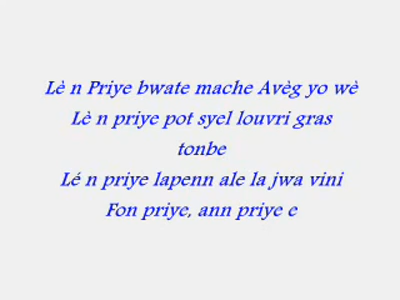 Lè n Priye bwate mache Avèg yo wè
Lè n priye pot syel louvri gras
tonbe
Lé n priye lapenn ale la jwa vini
Fon priye, ann priye e